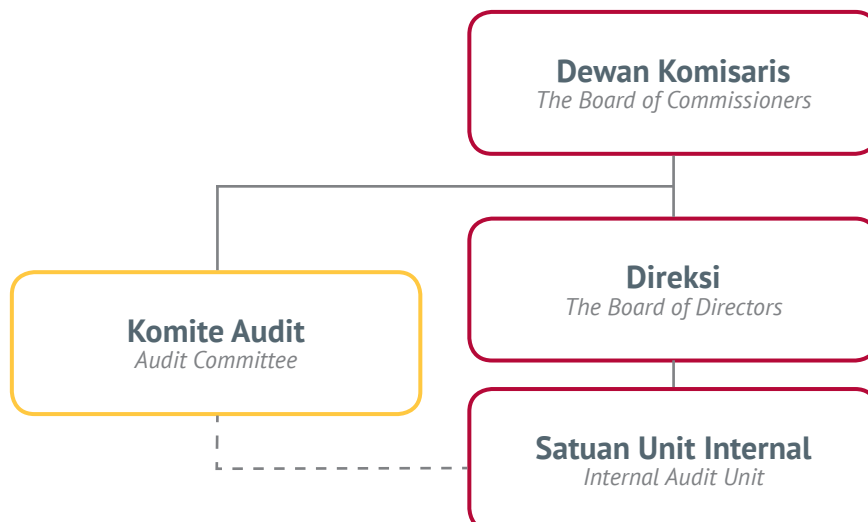 Dewan Komisaris
The Board of Commissioners
Direksi
The Board of Directors
Komite Audit
Audit Committee
Satuan Unit Internal
Internal Audit Unit